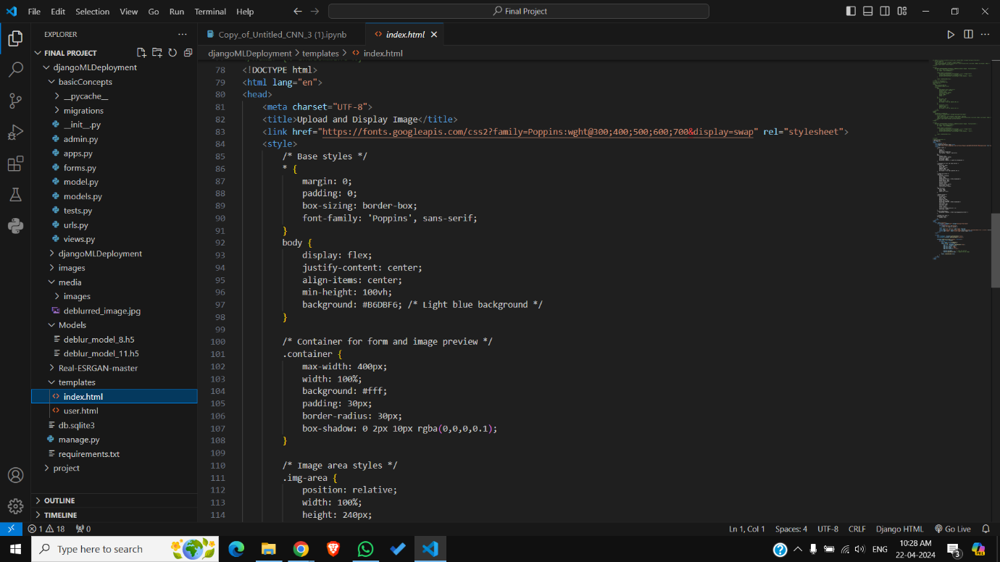 File Edit Selection View Go Run Terminal Help
Final Project
EXPLORER
Copy_of_Untitled_CNN_3 (1).ipynb
index.html
FINAL PROJECT
djangoMLDeployment > templates > index.html
djangoMLDeployment
basicConcepts
__pycache__
migrations
__init__.py
admin.py
apps.py
forms.py
model.py
models.py
tests.py
urls.py
views.py
djangoMLDeployment
images
media
images
deblurred_image.jpg
Models
deblur_model_8.h5
deblur_model_11.h5
Real-ESRGAN-master
templates
index.html
user.html
db.sqlite3
manage.py
requirements.txt
project
OUTLINE
TIMELINE
78 <!DOCTYPE html>
79 <html lang="en">
80 <head>
81 <meta charset="UTF-8">
82 <title>Upload and Display Image</title>
83 <link href="https://fonts.googleapis.com/css2?family=Poppins:wght@300;400;500;600;700&display=swap" rel="stylesheet">
84 <style>
85 /* Base styles */
86 * {
87 margin: 0;
88 padding: 0;
89 box-sizing: border-box;
90 font-family: 'Poppins', sans-serif;
91 }
92 body {
93 display: flex;
94 justify-content: center;
95 align-items: center;
96 min-height: 100vh;
97 background: #B6DBF6; /* Light blue background */
98 }
99
100 /* Container for form and image preview */
101 .container {
102 max-width: 400px;
103 width: 100%;
104 background: #fff;
105 padding: 30px;
106 border-radius: 30px;
107 box-shadow: 0 2px 10px rgba(0,0,0,0.1);
108 }
109
110 /* Image area styles */
111 .img-area {
112 position: relative;
113 width: 100%;
114 height: 240px;
1 18 0
Ln 1, Col 1 Spaces: 4 UTF-8 CRLF Django HTML Go Live
Type here to search
ENG
10:28 AM
22-04-2024
3
PRE